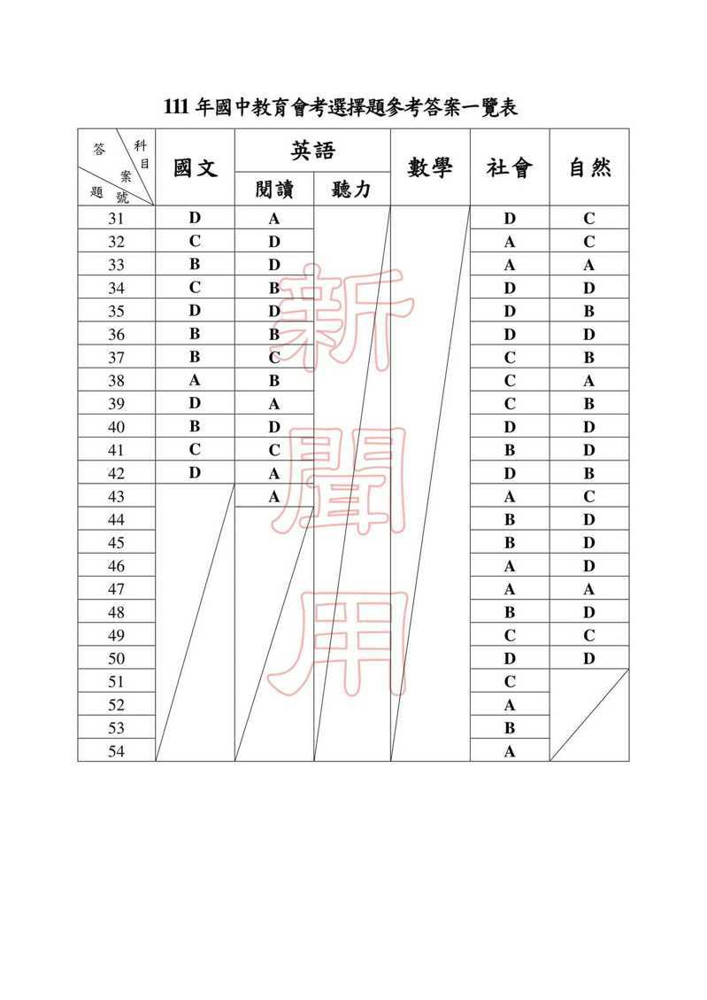 111 年國中教育會考選擇題參考答案一覽表
答案 科目 題號 國文 英語 數學 社會 自然
閱讀 聽力
31 D A D C
32 C D A C
33 B D A A
34 C B D D
35 D D D B
36 B B D D
37 B C C B
38 A B C A
39 D A C B
40 B D D D
41 C C B D
42 D A D B
43 A A C
44 B D
45 B D
46 A D
47 A A
48 B D
49 C C
50 D D
51 C
52 A
53 B
54 A
新聞用